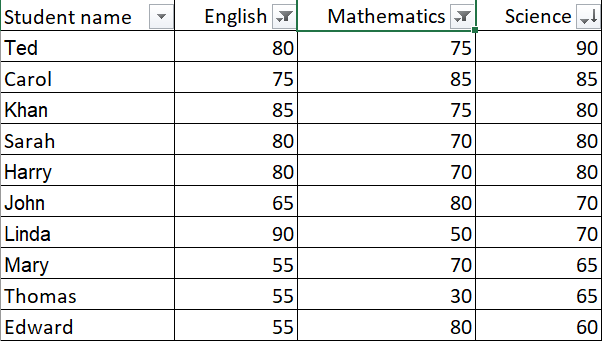 Student name English Mathematics Science
Ted 80 75 90
Carol 75 85 85
Khan 85 75 80
Sarah 80 70 80
Harry 80 70 80
John 65 80 70
Linda 90 50 70
Mary 55 70 65
Thomas 55 30 65
Edward 55 80 60